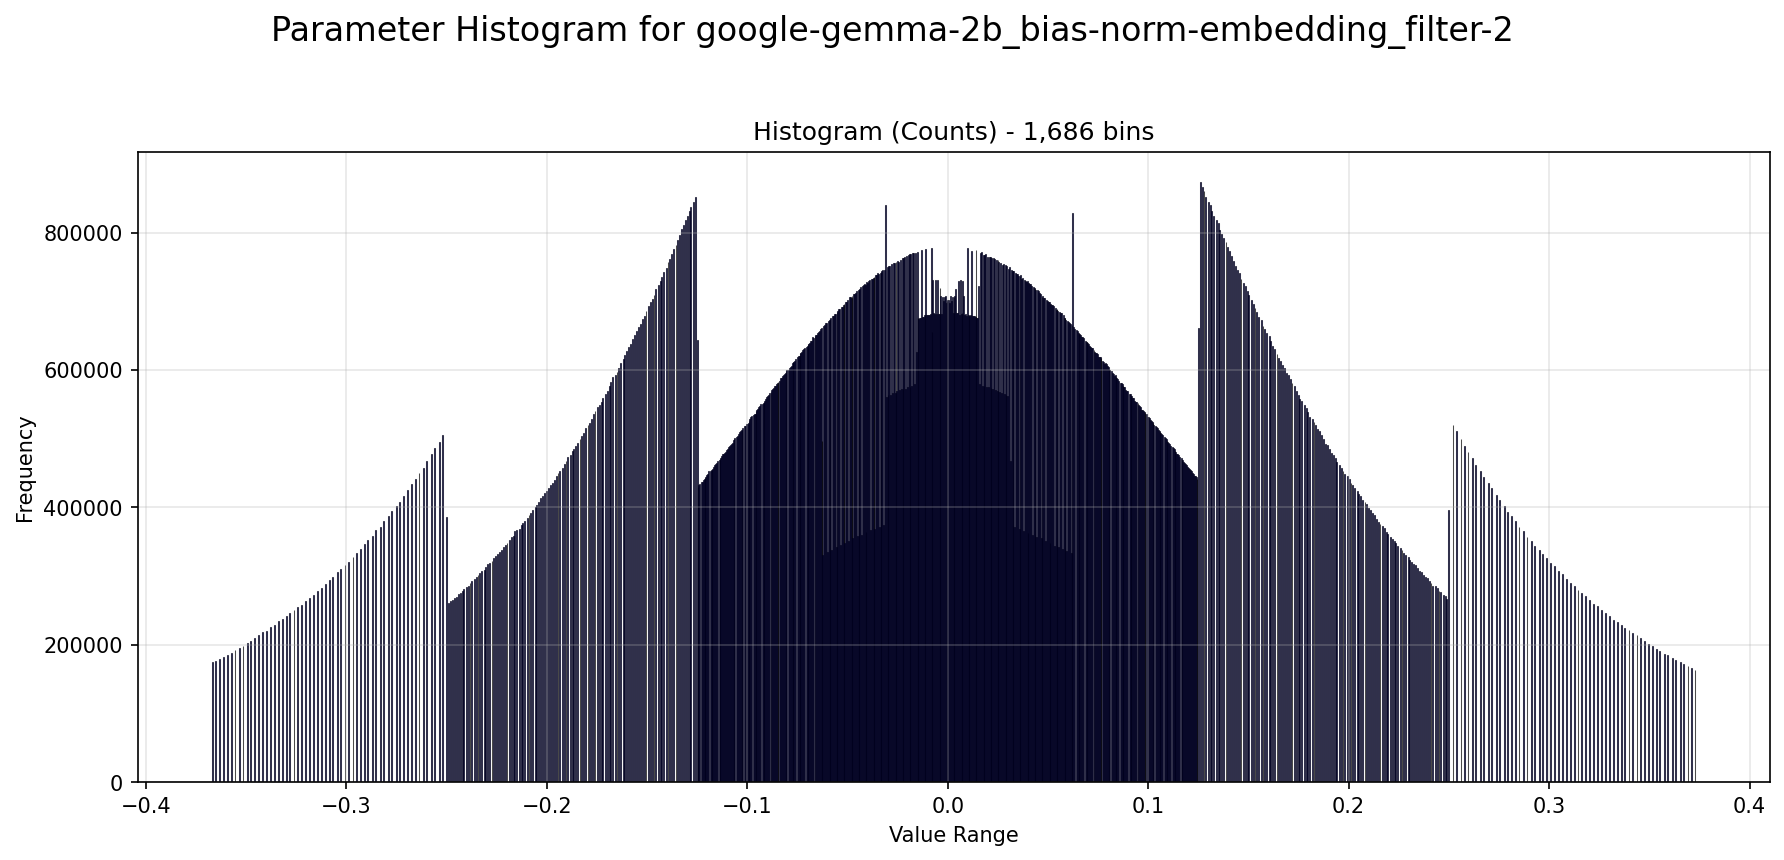 Parameter Histogram for google-gemma-2b_bias-norm-embedding_filter-2
Histogram (Counts) - 1,686 bins
Frequency
800000
600000
400000
200000
0
−0.4 −0.3 −0.2 −0.1 0.0 0.1 0.2 0.3 0.4
Value Range